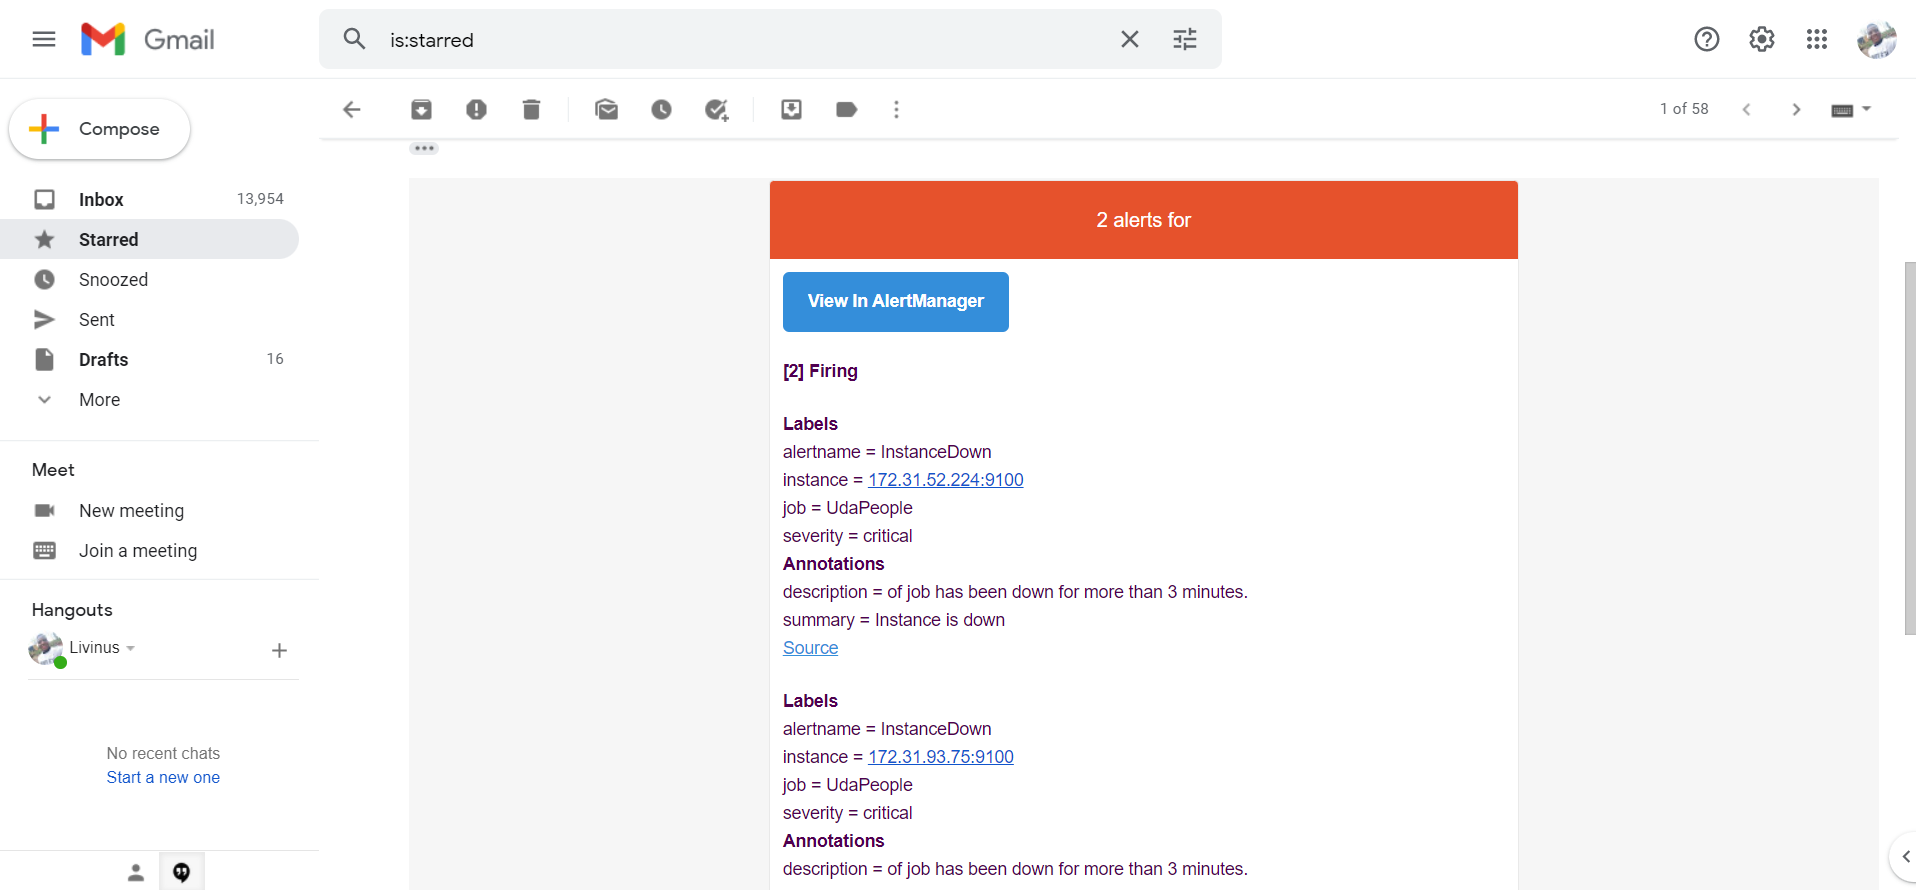 Gmail
is:starred
Compose
1 of 58
Inbox 13,954
Starred
Snoozed
Sent
Drafts 16
More
Meet
New meeting
Join a meeting
Hangouts
Livinus
No recent chats
Start a new one
2 alerts for
View In AlertManager
[2] Firing
Labels
alertname = InstanceDown
instance = 172.31.52.224:9100
job = UdaPeople
severity = critical
Annotations
description = of job has been down for more than 3 minutes.
summary = Instance is down
Source
Labels
alertname = InstanceDown
instance = 172.31.93.75:9100
job = UdaPeople
severity = critical
Annotations
description = of job has been down for more than 3 minutes.